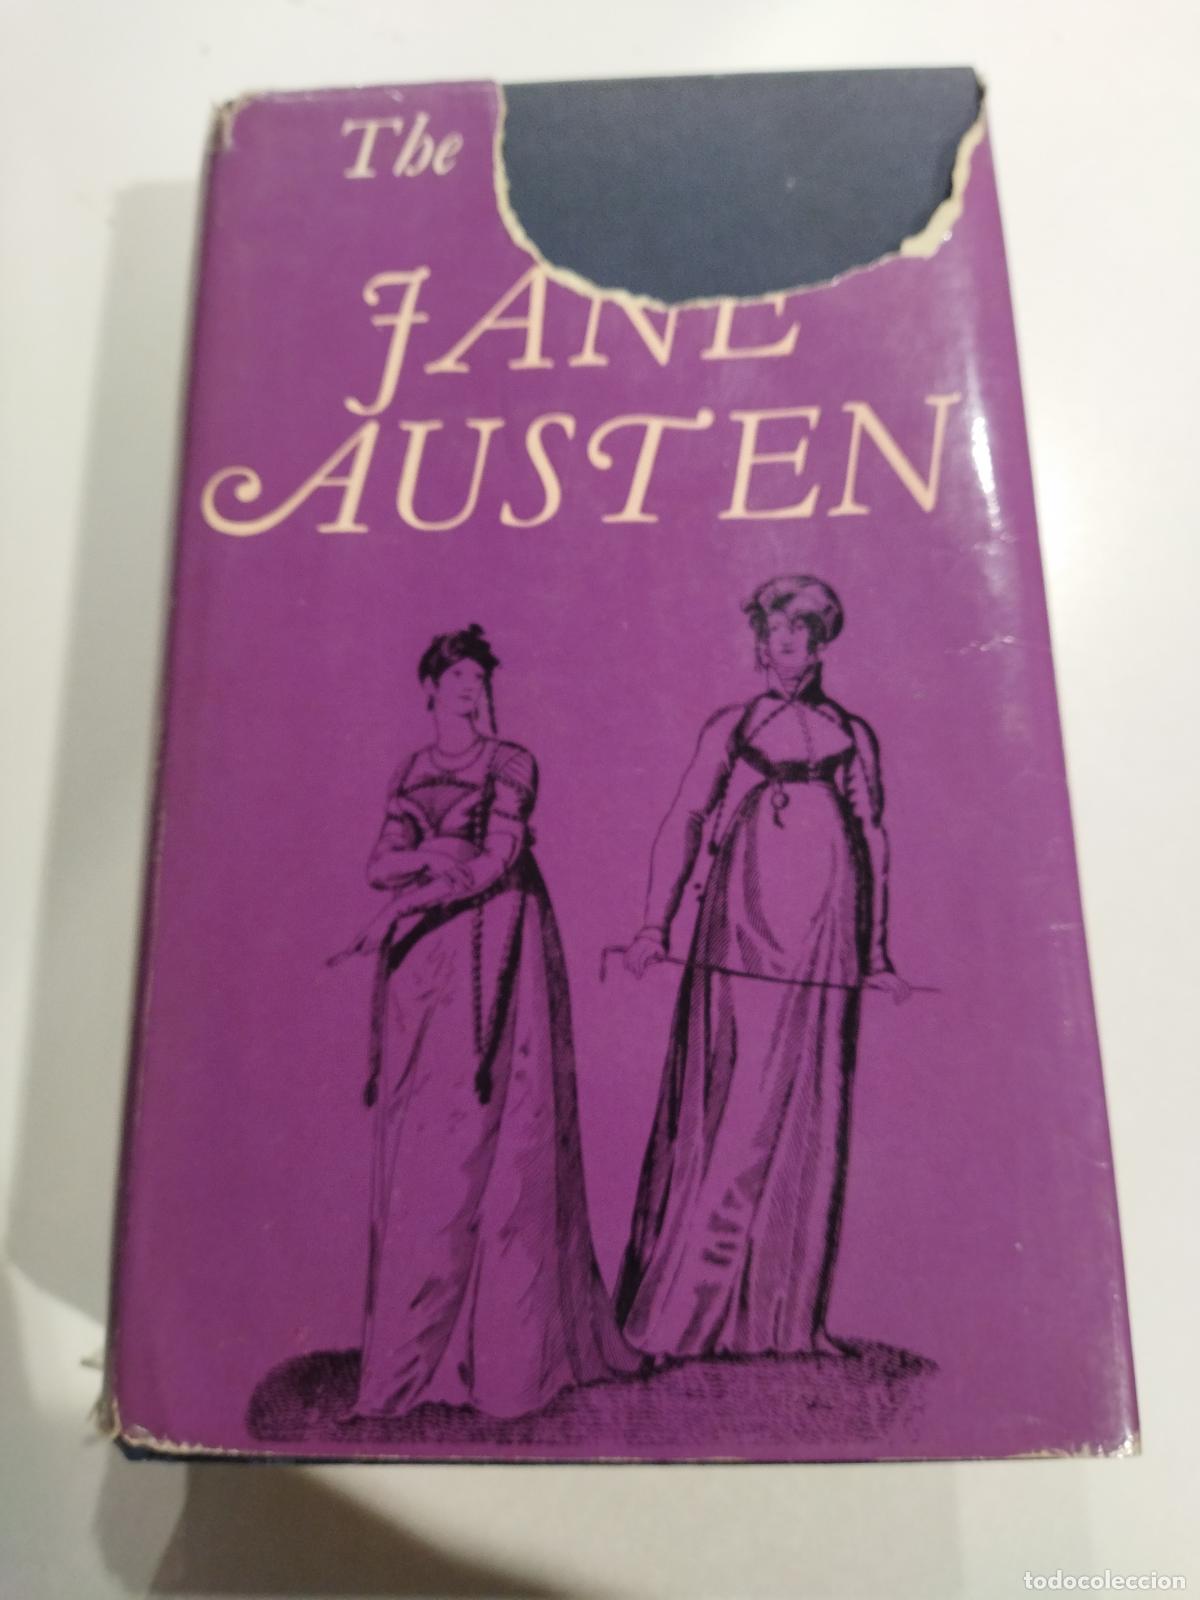 The
JANE
AUSTEN
todocoleccion